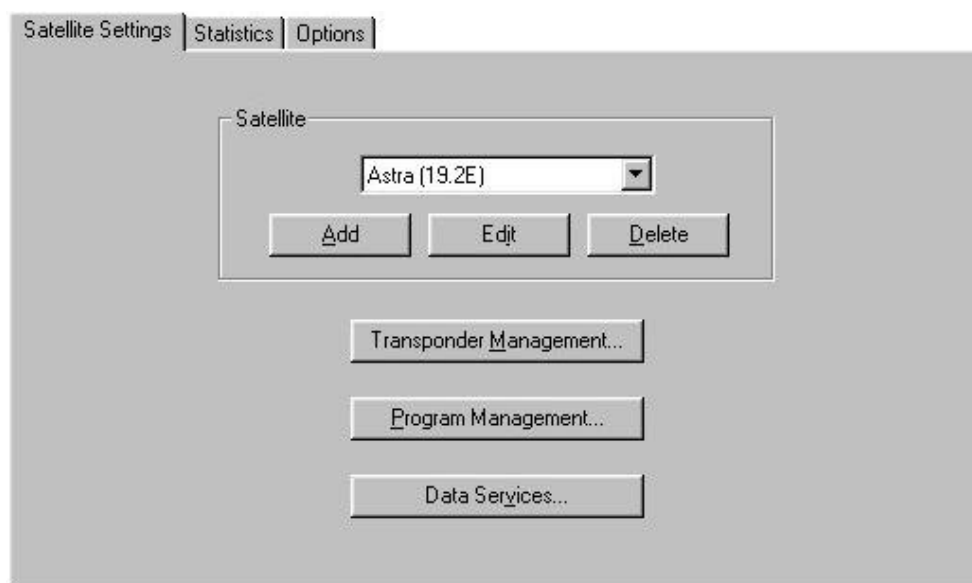 Satellite Settings Statistics Options
Satellite
Astra (19.2E)
Add Edit Delete
Transponder Management...
Program Management...
Data Services...